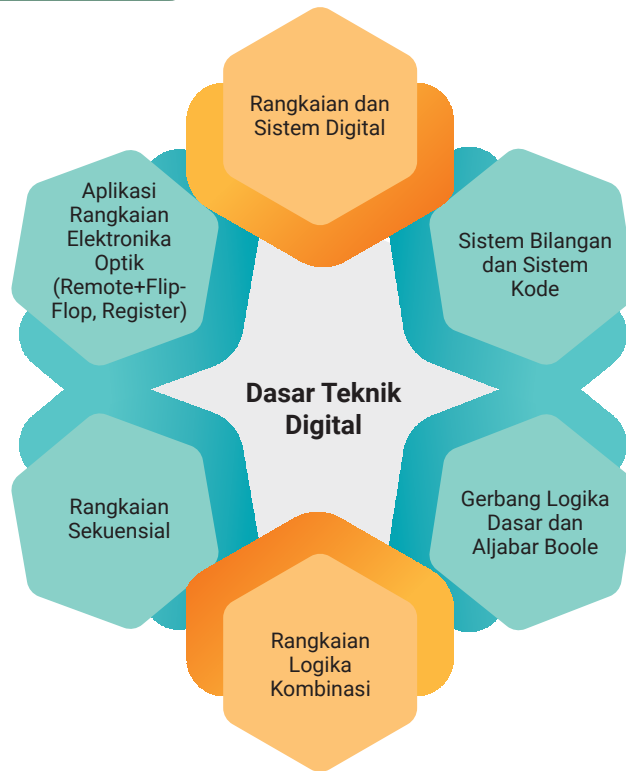 Rangkaian dan
Sistem Digital
Sistem Bilangan
dan Sistem
Kode
Gerbang Logika
Dasar dan
Aljabar Boole
Rangkaian
Logika
Kombinasi
Rangkaian
Sekuensial
Aplikasi
Rangkaian
Elektronika
Optik
(Remote+Flip-
Flop, Register)
Dasar Teknik
Digital